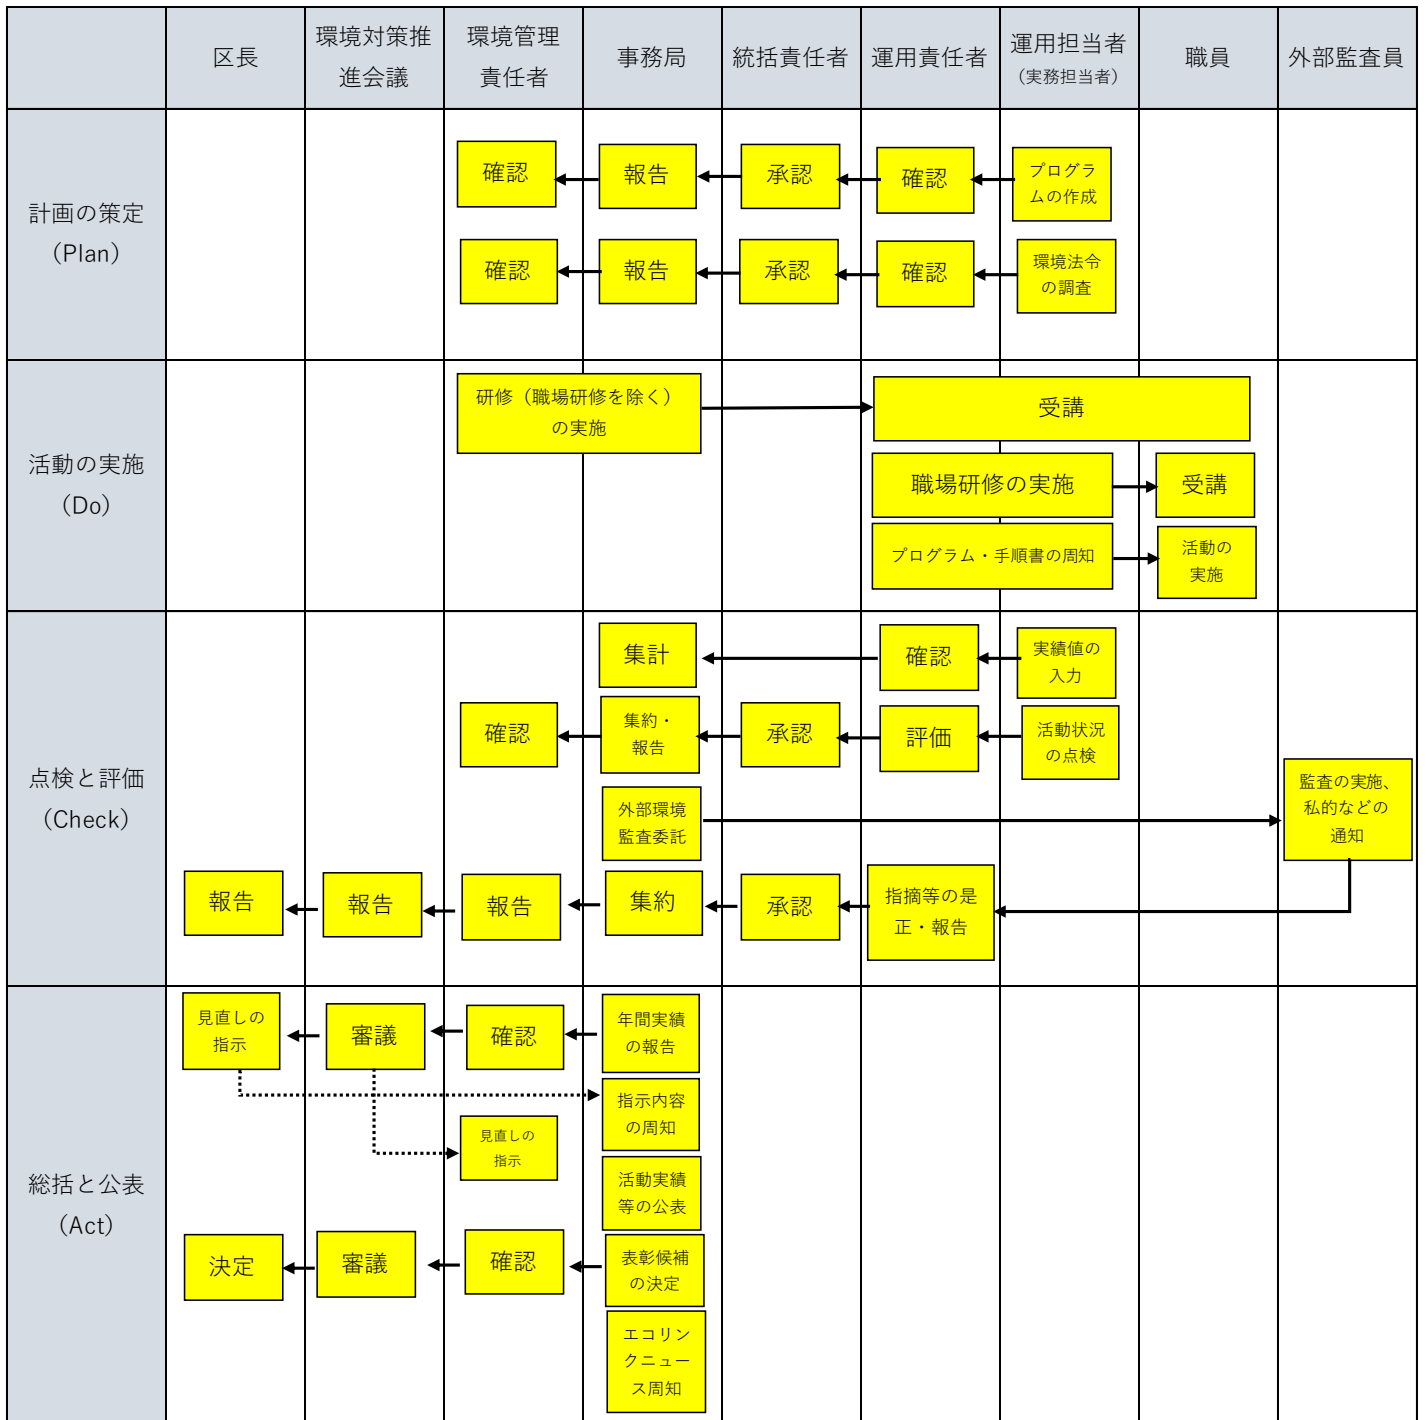 区長
環境対策推
進会議
環境管理
責任者
事務局
統括責任者
運用責任者
運用担当者
（実務担当者）
職員
外部監査員
計画の策定
（Plan）
確認
報告
承認
確認
プログラ
ムの作成
確認
報告
承認
確認
環境法令
の調査
活動の実施
（Do）
研修（職場研修を除く）
の実施
受講
職場研修の実施
受講
プログラム・手順書の周知
活動の
実施
点検と評価
（Check）
集計
確認
実績値の
入力
確認
集約・
報告
承認
評価
活動状況
の点検
外部環境
監査委託
監査の実施、
私的などの
通知
報告
報告
報告
集約
承認
指摘等の是
正・報告
総括と公表
（Act）
見直しの
指示
審議
確認
年間実績
の報告
指示内容
の周知
見直しの
指示
活動実績
等の公表
決定
審議
確認
表彰候補
の決定
エコリン
クニュー
ス周知